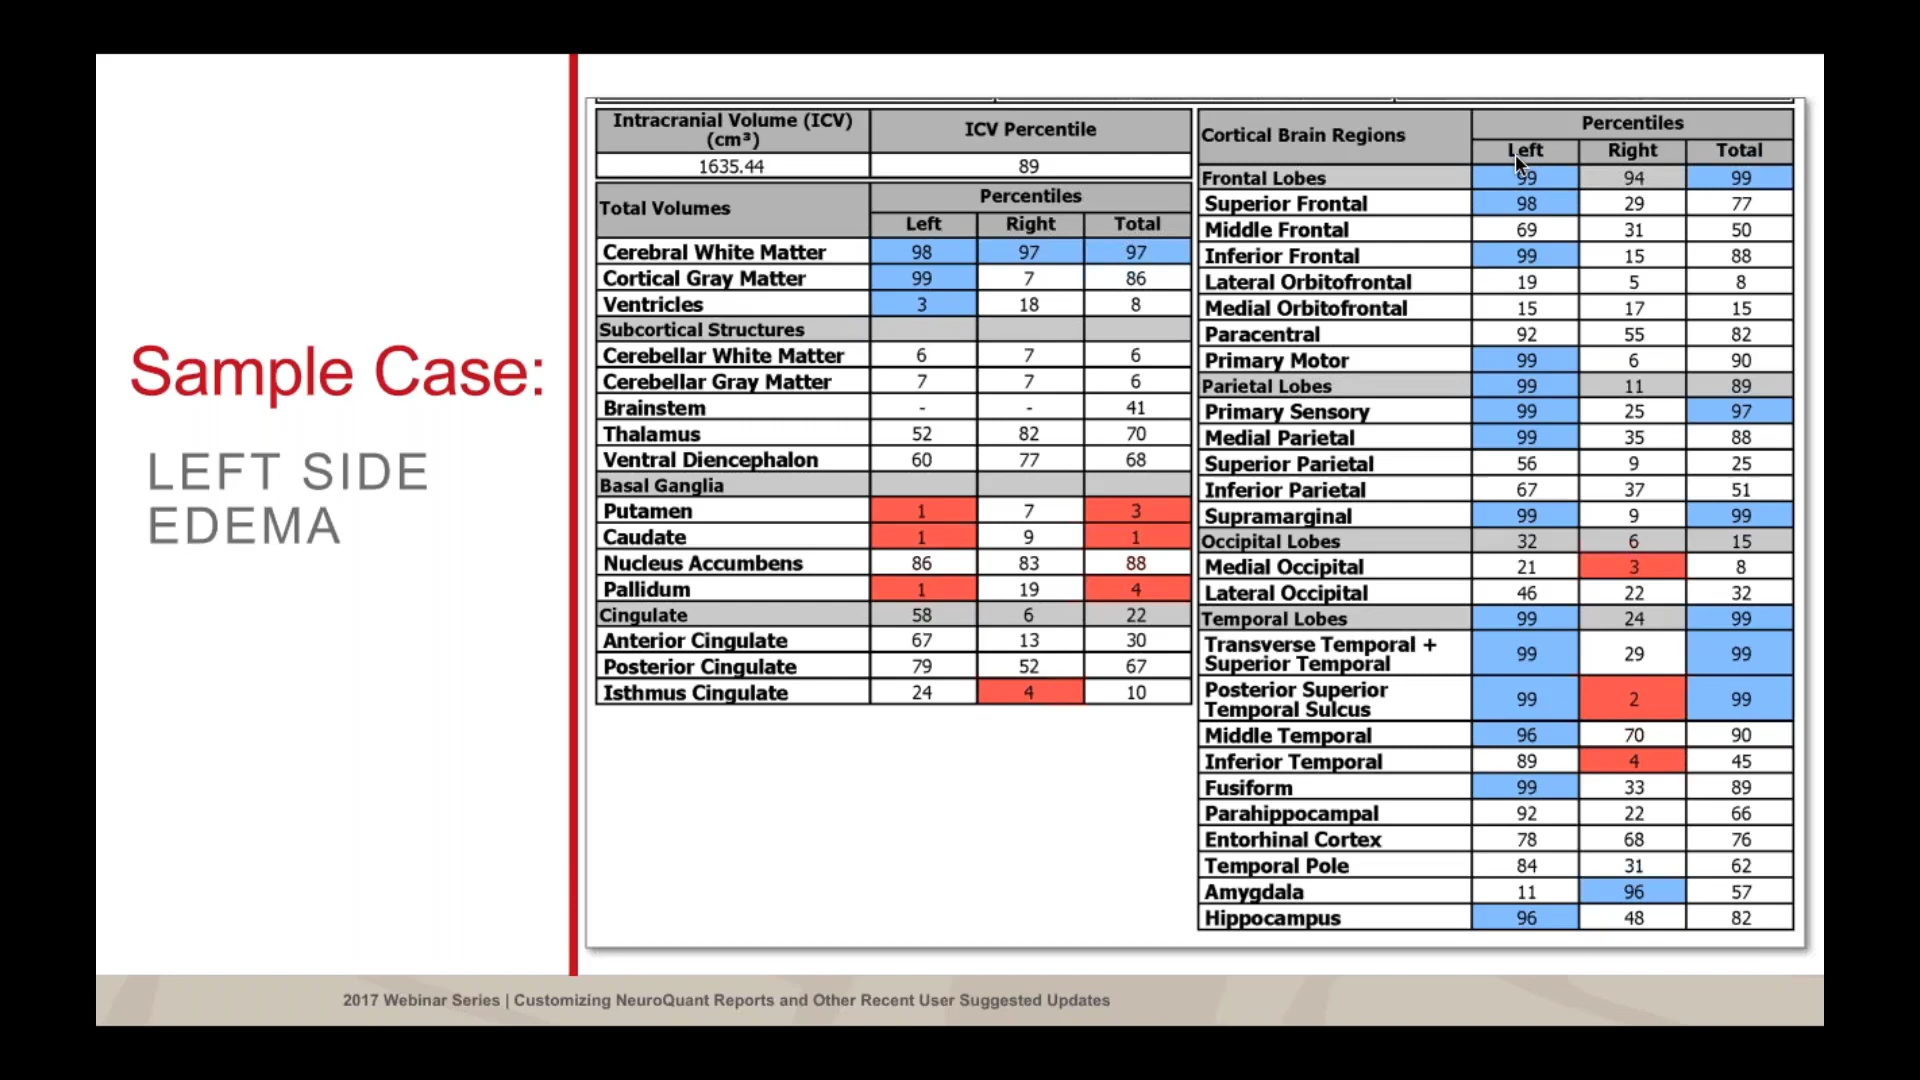 Sample Case:
LEFT SIDE
EDEMA
Intracranial Volume (ICV) (cm³) ICV Percentile
1635.44 89
Total Volumes Percentiles
Left Right Total
Cerebral White Matter 98 97 97
Cortical Gray Matter 99 7 86
Ventricles 3 18 8
Subcortical Structures
Cerebellar White Matter 6 7 6
Cerebellar Gray Matter 7 7 6
Brainstem - - 41
Thalamus 52 82 70
Ventral Diencephalon 60 77 68
Basal Ganglia
Putamen 1 7 3
Caudate 1 9 1
Nucleus Accumbens 86 83 88
Pallidum 1 19 4
Cingulate 58 6 22
Anterior Cingulate 67 13 30
Posterior Cingulate 79 52 67
Isthmus Cingulate 24 4 10
Cortical Brain Regions Percentiles
Left Right Total
Frontal Lobes 99 94 99
Superior Frontal 98 29 77
Middle Frontal 69 31 50
Inferior Frontal 99 15 88
Lateral Orbitofrontal 19 5 8
Medial Orbitofrontal 15 17 15
Paracentral 92 55 82
Primary Motor 99 6 90
Parietal Lobes 99 11 89
Primary Sensory 99 25 97
Medial Parietal 99 35 88
Superior Parietal 56 9 25
Inferior Parietal 67 37 51
Supramarginal 99 9 99
Occipital Lobes 32 6 15
Medial Occipital 21 3 8
Lateral Occipital 46 22 32
Temporal Lobes 99 24 99
Transverse Temporal + Superior Temporal 99 29 99
Posterior Superior Temporal Sulcus 99 2 99
Middle Temporal 96 70 90
Inferior Temporal 89 4 45
Fusiform 99 33 89
Parahippocampal 92 22 66
Entorhinal Cortex 78 68 76
Temporal Pole 84 31 62
Amygdala 11 96 57
Hippocampus 96 48 82
2017 Webinar Series | Customizing NeuroQuant Reports and Other Recent User Suggested Updates